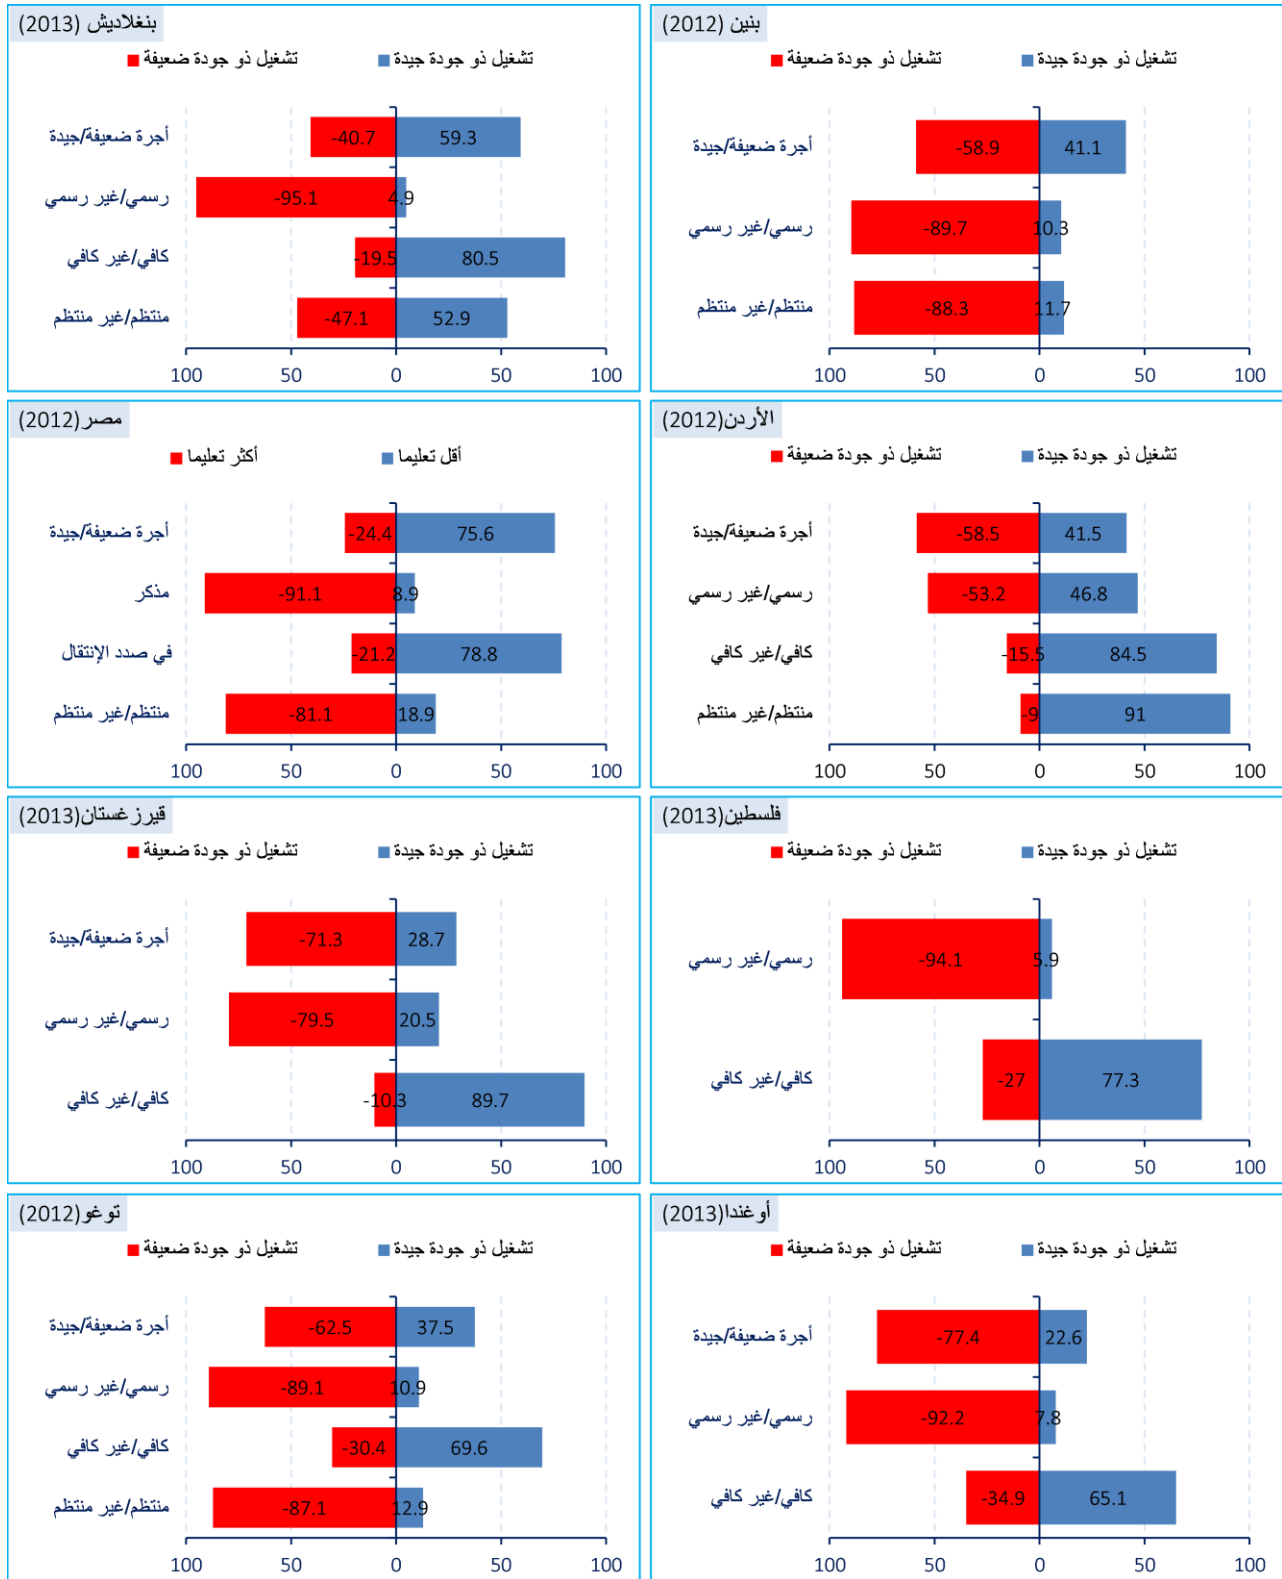 بنغلاديش (2013)
تشغيل ذو جودة ضعيفة تشغيل ذو جودة جيدة
أجرة ضعيفة/جيدة -40.7 59.3
رسمي/غير رسمي -95.1 4.9
كافي/غير كافي -19.5 80.5
منتظم/غير منتظم -47.1 52.9
100 50 0 50 100
بنين (2012)
تشغيل ذو جودة ضعيفة تشغيل ذو جودة جيدة
أجرة ضعيفة/جيدة -58.9 41.1
رسمي/غير رسمي -89.7 10.3
منتظم/غير منتظم -88.3 11.7
100 50 0 50 100
مصر (2012)
أكثر تعليما أقل تعليما
أجرة ضعيفة/جيدة -24.4 75.6
مذكر -91.1 8.9
في صدد الإنتقال -21.2 78.8
منتظم/غير منتظم -81.1 18.9
100 50 0 50 100
الأردن (2012)
تشغيل ذو جودة ضعيفة تشغيل ذو جودة جيدة
أجرة ضعيفة/جيدة -58.5 41.5
رسمي/غير رسمي -53.2 46.8
كافي/غير كافي -15.5 84.5
منتظم/غير منتظم -9 91
100 50 0 50 100
قيرزغستان (2013)
تشغيل ذو جودة ضعيفة تشغيل ذو جودة جيدة
أجرة ضعيفة/جيدة -71.3 28.7
رسمي/غير رسمي -79.5 20.5
كافي/غير كافي -10.3 89.7
100 50 0 50 100
فلسطين (2013)
تشغيل ذو جودة ضعيفة تشغيل ذو جودة جيدة
رسمي/غير رسمي -94.1 5.9
كافي/غير كافي -27 77.3
100 50 0 50 100
توغو (2012)
تشغيل ذو جودة ضعيفة تشغيل ذو جودة جيدة
أجرة ضعيفة/جيدة -62.5 37.5
رسمي/غير رسمي -89.1 10.9
كافي/غير كافي -30.4 69.6
منتظم/غير منتظم -87.1 12.9
100 50 0 50 100
أوغندا (2013)
تشغيل ذو جودة ضعيفة تشغيل ذو جودة جيدة
أجرة ضعيفة/جيدة -77.4 22.6
رسمي/غير رسمي -92.2 7.8
كافي/غير كافي -34.9 65.1
100 50 0 50 100